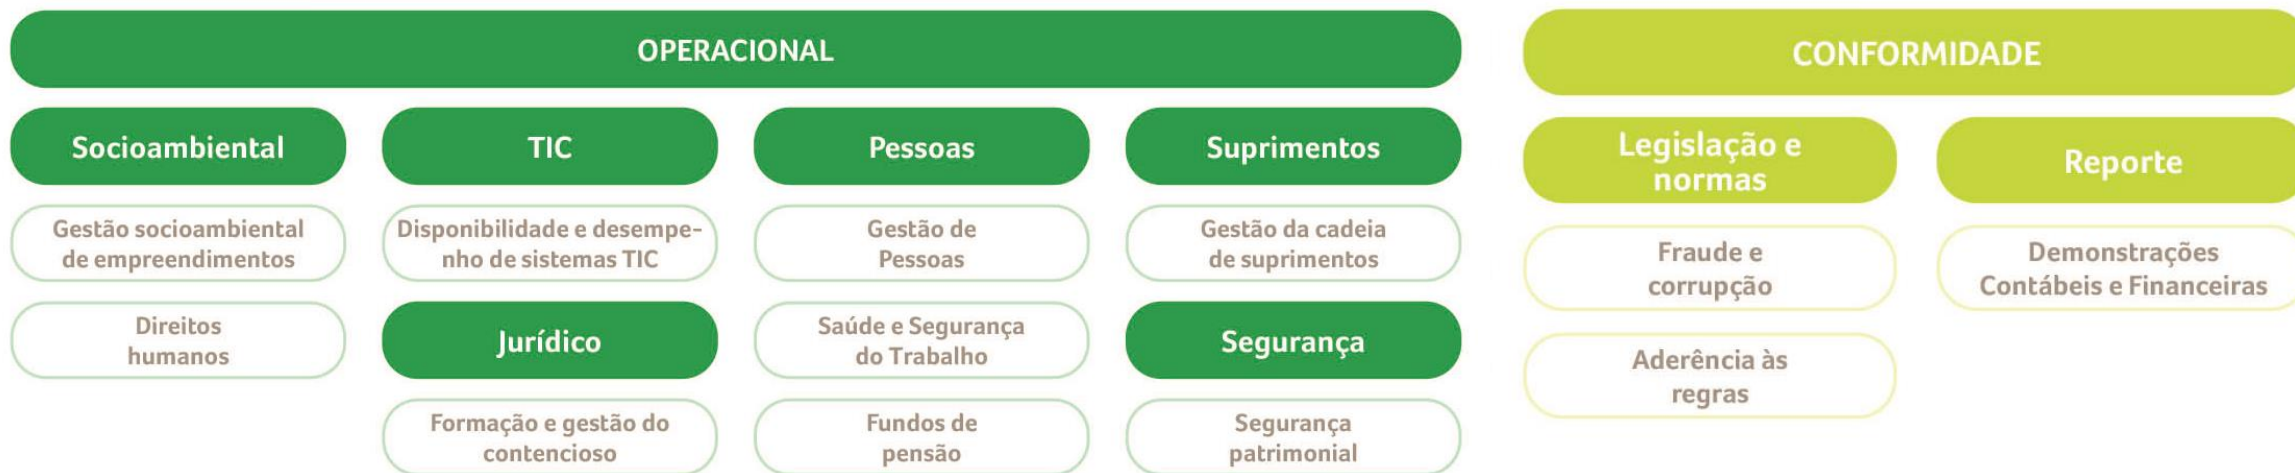 OPERACIONAL
Socioambiental
Gestão socioambiental
de empreendimentos
Direitos
humanos
TIC
Disponibilidade e desempe-
nho de sistemas TIC
Jurídico
Formação e gestão do
contencioso
Pessoas
Gestão de
Pessoas
Saúde e Segurança
do Trabalho
Fundos de
pensão
Suprimentos
Gestão da cadeia
de suprimentos
Segurança
Segurança
patrimonial
CONFORMIDADE
Legislação e
normas
Fraude e
corrupção
Aderência às
regras
Reporte
Demonstrações
Contábeis e Financeiras